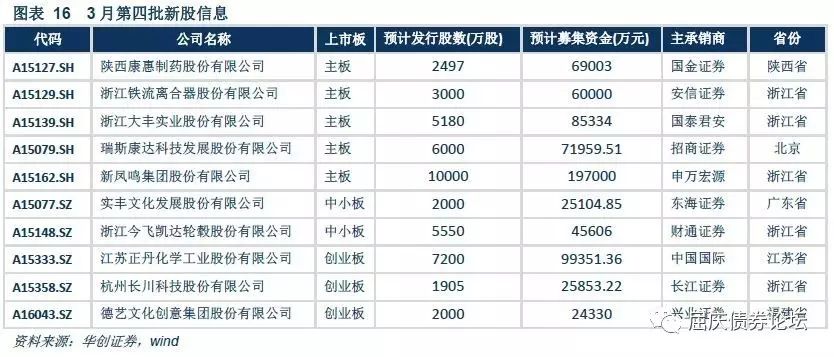 图表 16 3月第四批新股信息
代码 公司名称 上市板 预计发行股数(万股) 预计募集资金(万元) 主承销商 省份
A15127.SH 陕西康惠制药股份有限公司 主板 2497 69003 国金证券 陕西省
A15129.SH 浙江铁流离合器股份有限公司 主板 3000 60000 安信证券 浙江省
A15139.SH 浙江大丰实业股份有限公司 主板 5180 85334 国泰君安 浙江省
A15079.SH 瑞斯康达科技发展股份有限公司 主板 6000 71959.51 招商证券 北京
A15162.SH 新凤鸣集团股份有限公司 主板 10000 197000 申万宏源 浙江省
A15077.SZ 实丰文化发展股份有限公司 中小板 2000 25104.85 东海证券 广东省
A15148.SZ 浙江今飞凯达轮毂股份有限公司 中小板 5550 45606 财通证券 浙江省
A15333.SZ 江苏正丹化学工业股份有限公司 创业板 7200 99351.36 中国国际 江苏省
A15358.SZ 杭州长川科技股份有限公司 创业板 1905 25853.22 长江证券 浙江省
A16043.SZ 德艺文化创意集团股份有限公司 创业板 2000 24330 兴业证券 福建省
屈庆债券论坛
资料来源：华创证券，wind